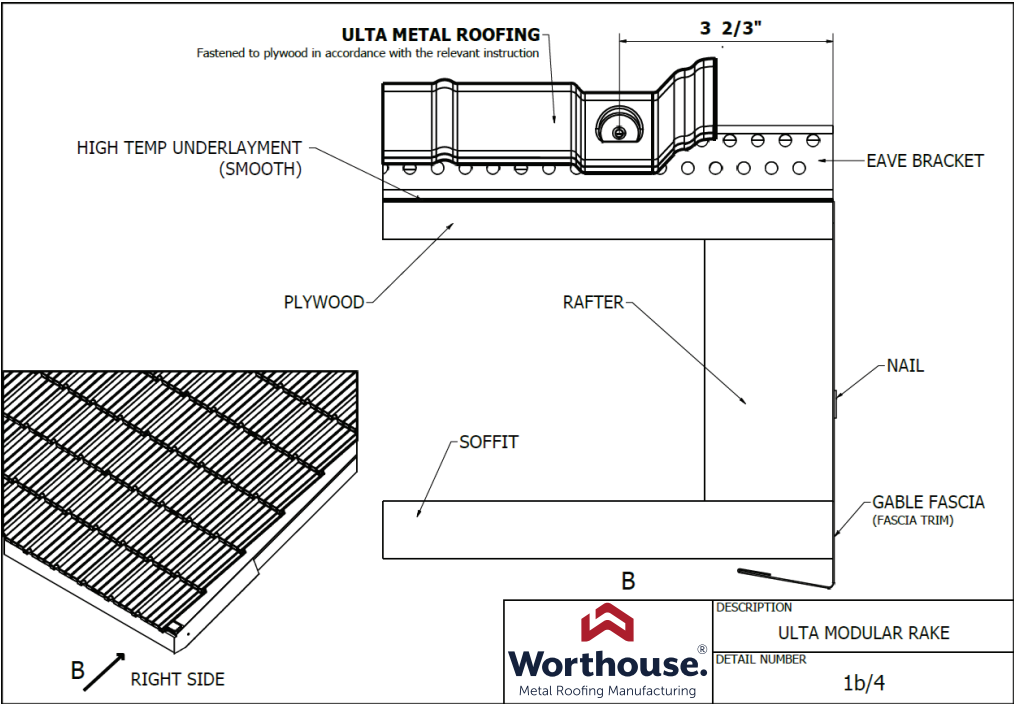 ULTA METAL ROOFING
Fastened to plywood in accordance with the relevant instruction
3 2/3"
HIGH TEMP UNDERLAYMENT
(SMOOTH)
EAVE BRACKET
PLYWOOD
RAFTER
NAIL
SOFFIT
GABLE FASCIA
(FASCIA TRIM)
B
B
RIGHT SIDE
Worthouse.®
Metal Roofing Manufacturing
DESCRIPTION
ULTA MODULAR RAKE
DETAIL NUMBER
1b/4